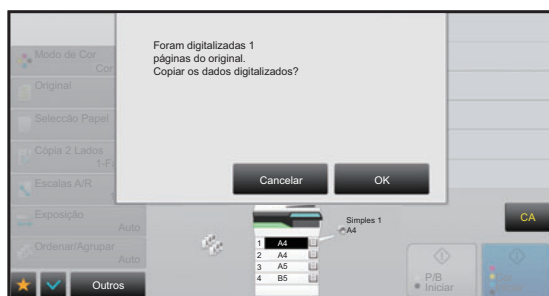 Foram digitalizadas 1
páginas do original.
Copiar os dados digitalizados?
Cancelar
OK
Modo de Cor
Cor
Original
Selecção Papel
Cópia 2 Lados
Escalas A/R
Exposição
Auto
Ordenar/Agrupar
Auto
Outros
Simples 1
A4
1 A4
2 A4
3 A5
4 B5
CA
P/B
Iniciar